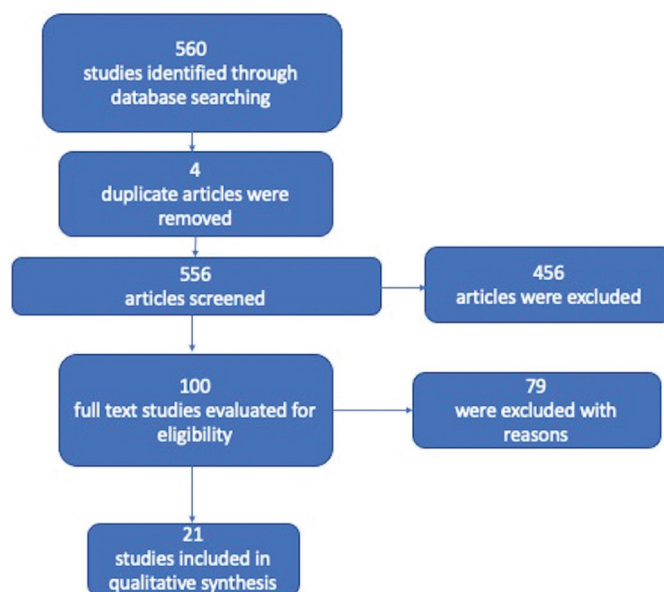 560
studies identified through
database searching
4
duplicate articles were
removed
556
articles screened
456
articles were excluded
100
full text studies evaluated for
eligibility
79
were excluded with
reasons
21
studies included in
qualitative synthesis